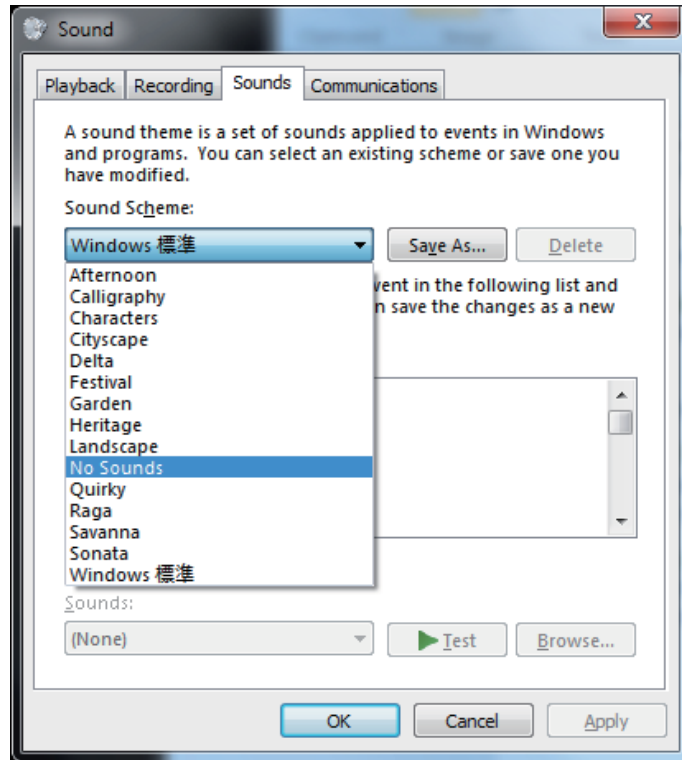 Sound
Playback Recording Sounds Communications
A sound theme is a set of sounds applied to events in Windows
and programs. You can select an existing scheme or save one you
have modified.
Sound Scheme:
Windows 標準 Save As... Delete
Afternoon
vent in the following list and
Calligraphy
n save the changes as a new
Characters
Cityscape
Delta
Festival
Garden
Heritage
Landscape
No Sounds
Quirky
Raga
Savanna
Sonata
Windows 標準
Sounds:
(None) Test Browse...
OK Cancel Apply